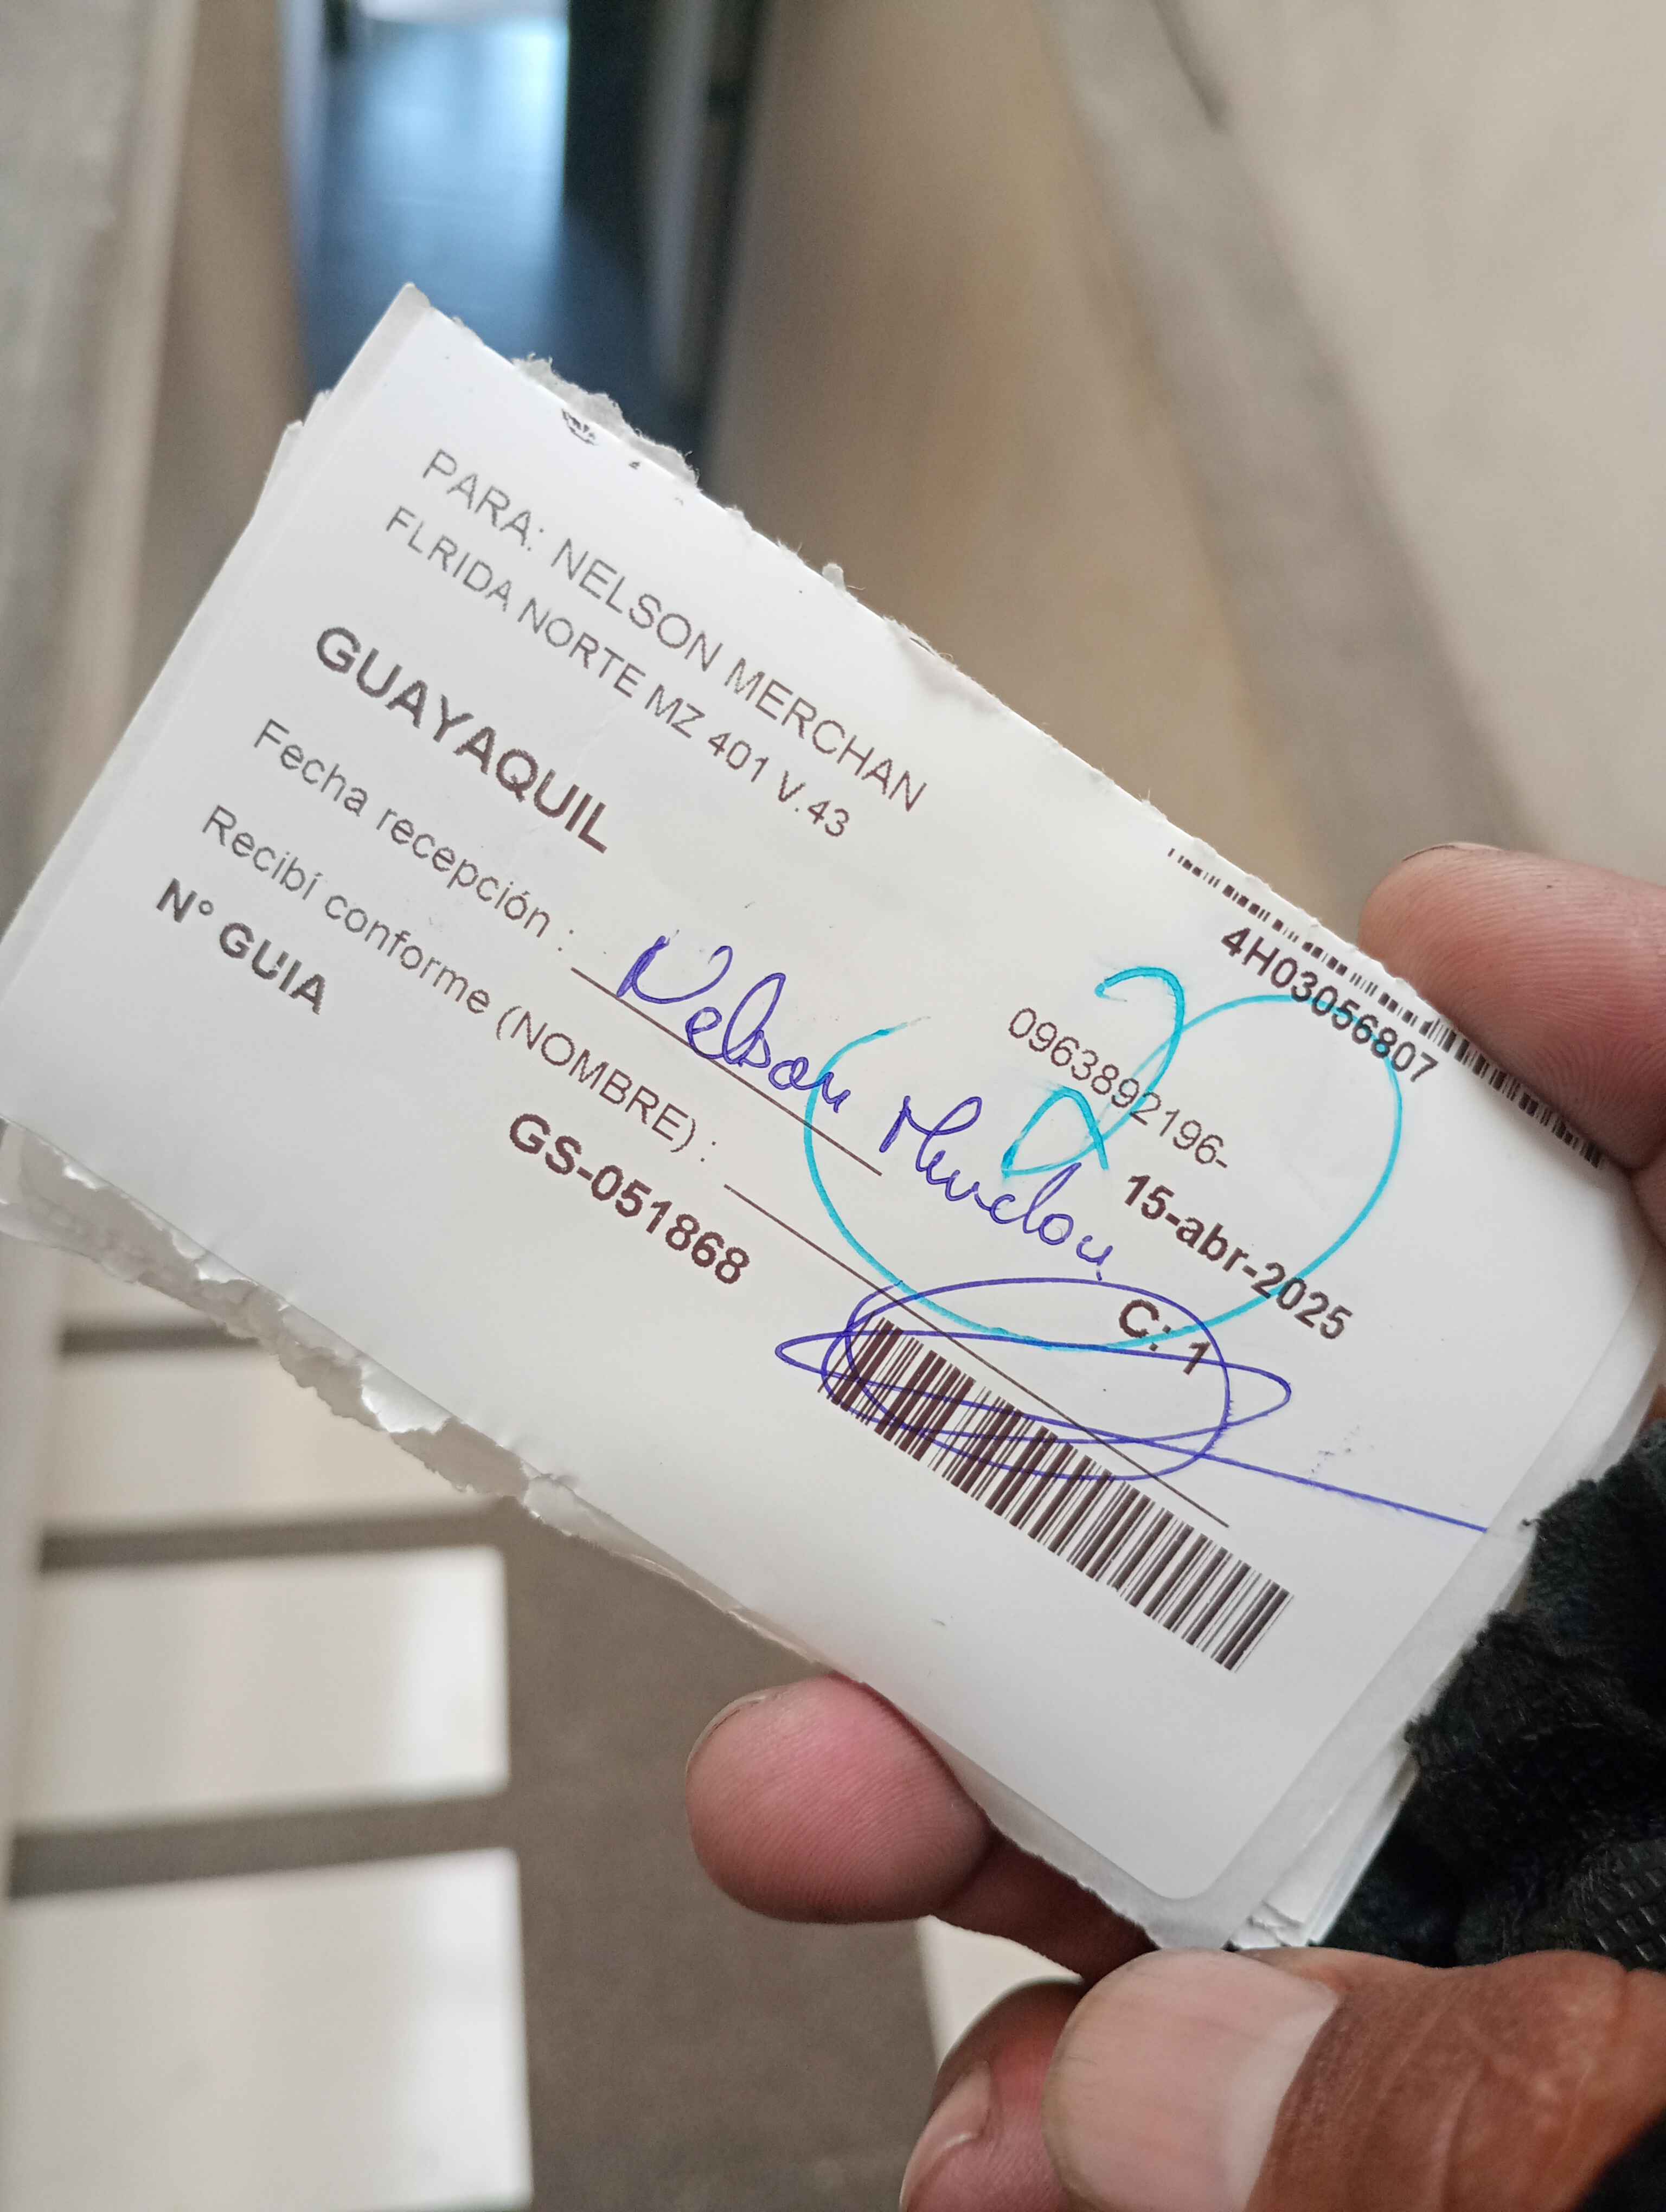 4H03056807
PARA: NELSON MERCHAN
FLRIDA NORTE MZ 401 V.43
0963892196-
GUAYAQUIL
15-abr-2025
Fecha recepción :
Nelson
C: 1
Recibí conforme (NOMBRE) :
N° GUIA
GS-051868
2